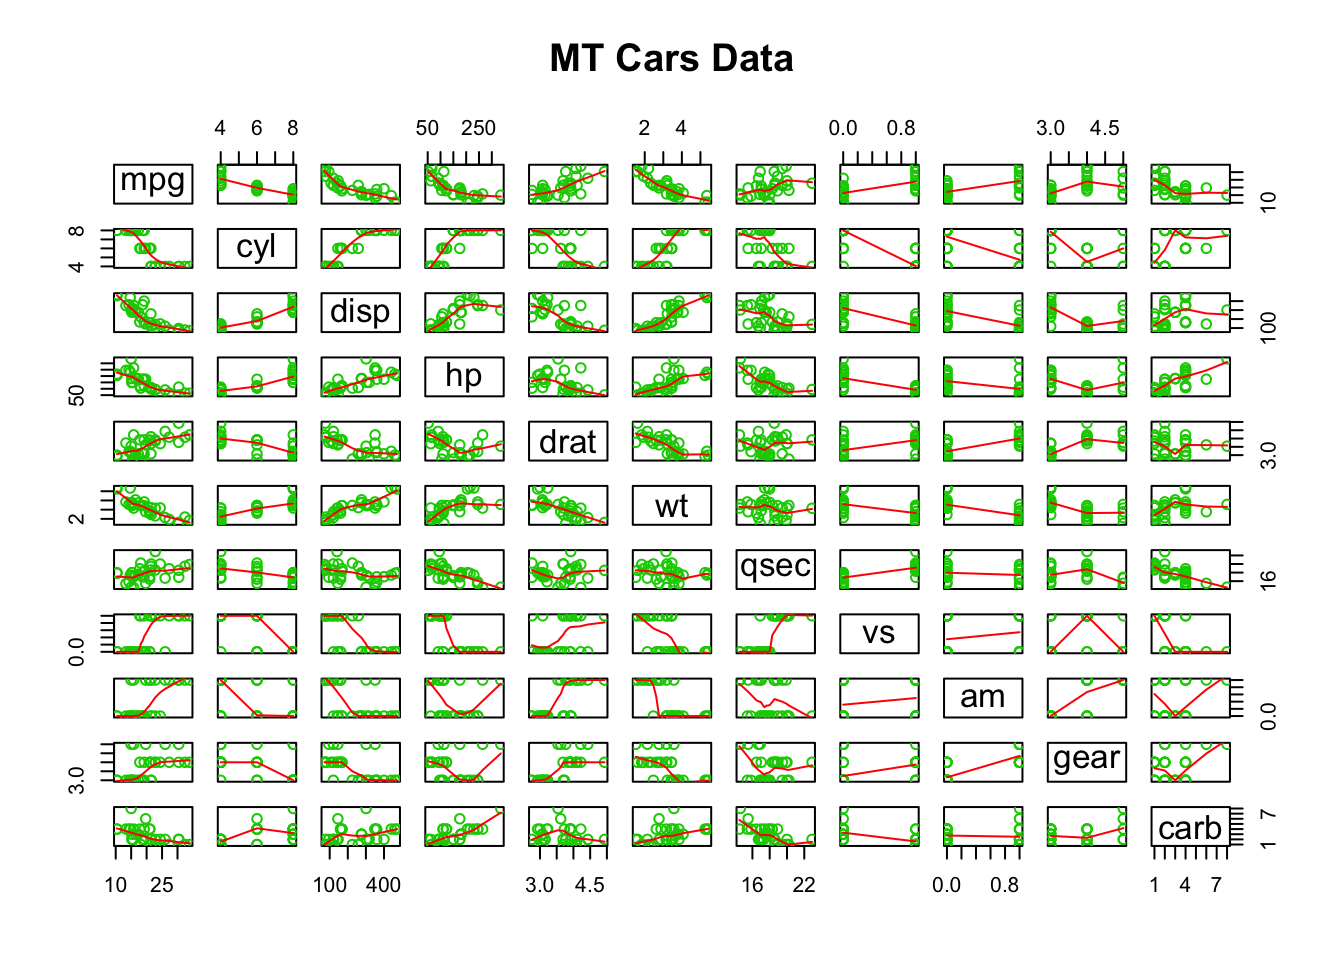 MT Cars Data
4 6 8 50 250 2 4 0.0 0.8 3.0 4.5
mpg 10
4 8 cyl
disp 100
50 hp
drat 3.0
2 wt
qsec 16
0.0 vs
am 0.0
3.0 gear
carb 1 7
10 25 100 400 3.0 4.5 16 22 0.0 0.8 1 4 7